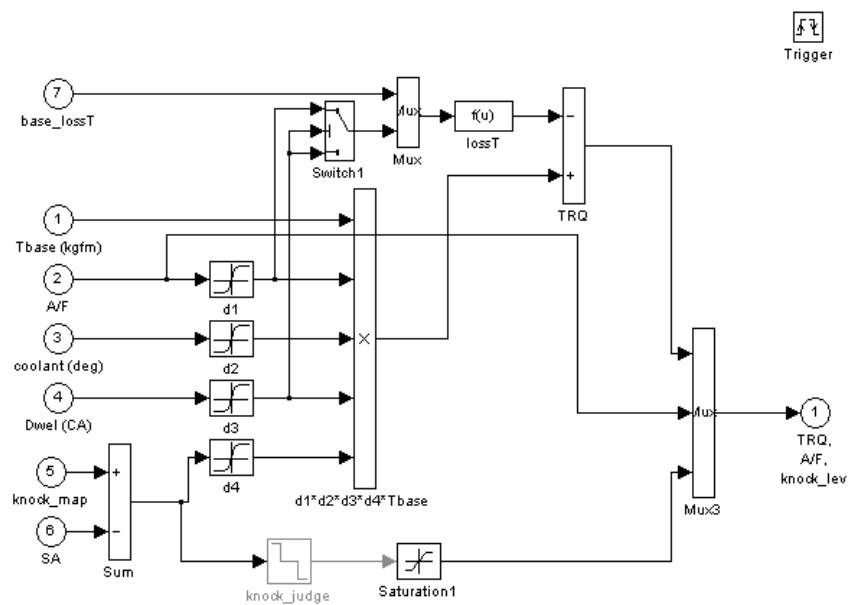 Trigger
7
base_lossT
Mux
Mux
f(u)
lossT
−
+
TRQ
Switch1
1
Tbase (kgfm)
2
A/F
d1
3
coolant (deg)
d2
×
4
Dwel (CA)
d3
5
knock_map
+
d4
d1*d2*d3*d4*Tbase
6
SA
−
Sum
knock_judge
Saturation1
Mux
Mux3
1
TRQ,
A/F,
knock_lev